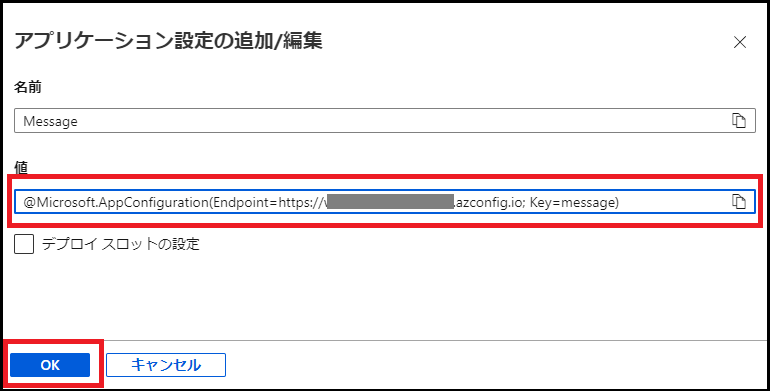 アプリケーション設定の追加/編集
名前
Message
値
@Microsoft.AppConfiguration(Endpoint=https:// .azconfig.io; Key=message)
デプロイ スロットの設定
OK
キャンセル